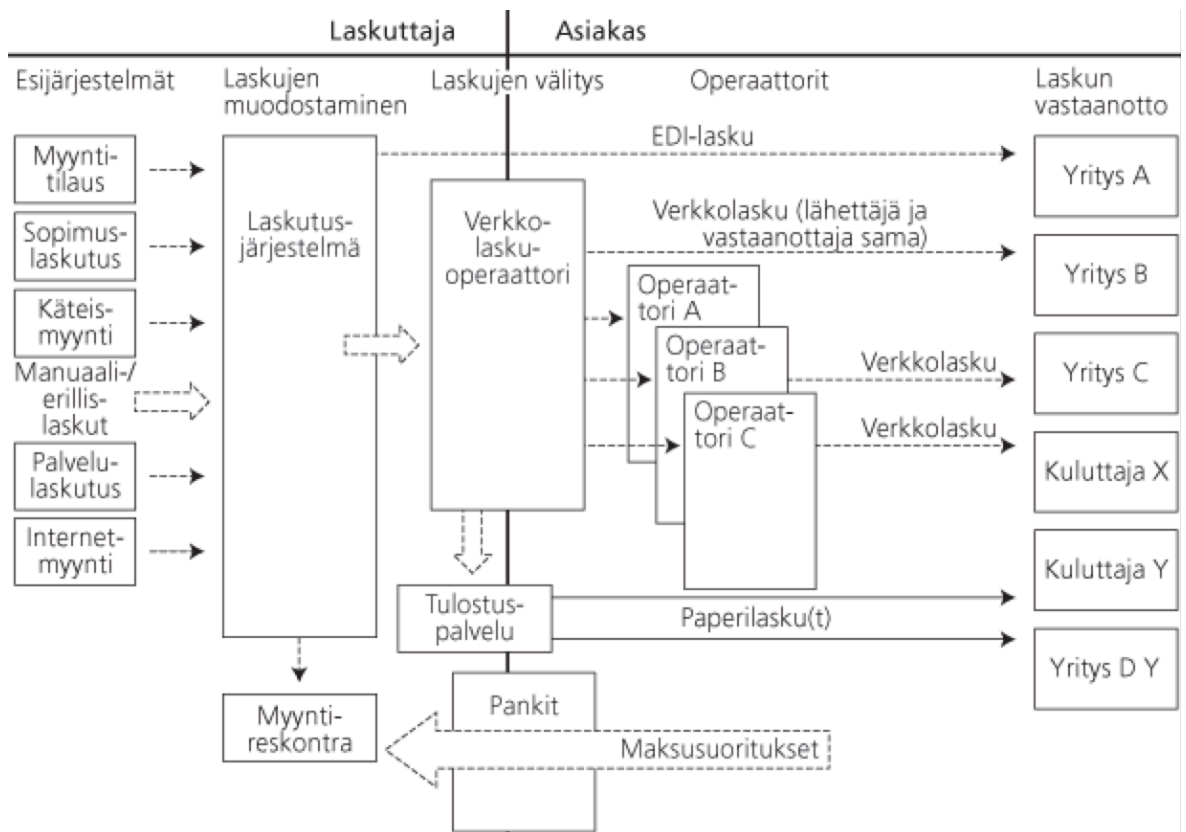 Laskuttaja
Asiakas
Esijärjestelmät
Laskujen
muodostaminen
Laskujen välitys
Operaattorit
Laskun
vastaanotto
Myynti-
tilaus
Sopimus-
laskutus
Käteis-
myynti
Manuaali-/
erillis-
laskut
Palvelu-
laskutus
Internet-
myynti
Laskutus-
järjestelmä
Myynti-
reskontra
Verkko-
lasku-
operaattori
Tulostus-
palvelu
Pankit
Maksusuoritukset
EDI-lasku
Verkkolasku (lähettäjä ja
vastaanottaja sama)
Operaat-
tori A
Operaat-
tori B
Operaat-
tori C
Verkkolasku
Verkkolasku
Paperilasku(t)
Yritys A
Yritys B
Yritys C
Kuluttaja X
Kuluttaja Y
Yritys D Y